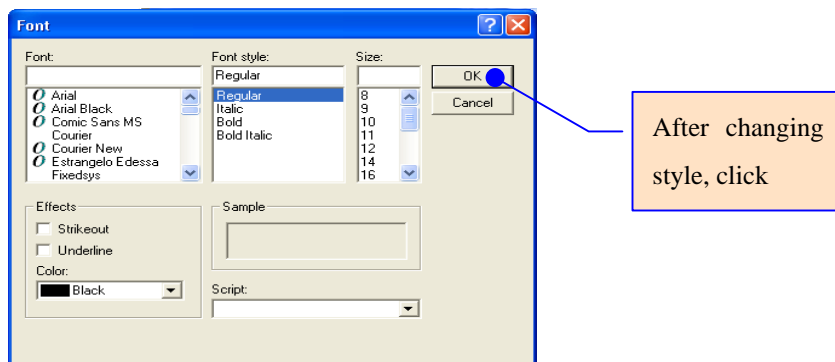 Font
Font:
Font style:
Size:
Regular
OK
Cancel
Arial
Arial Black
Comic Sans MS
Courier
Courier New
Estrangelo Edessa
Fixedsys
Regular
Italic
Bold
Bold Italic
8
9
10
11
12
14
16
After changing
style, click
Effects
Strikeout
Underline
Color:
Black
Sample
Script: